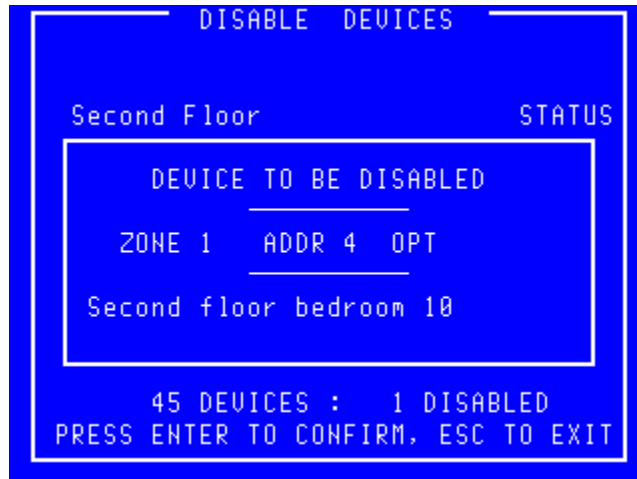 DISABLE DEVICES
Second Floor STATUS
DEVICE TO BE DISABLED
ZONE 1 ADDR 4 OPT
Second floor bedroom 10
45 DEVICES : 1 DISABLED
PRESS ENTER TO CONFIRM, ESC TO EXIT